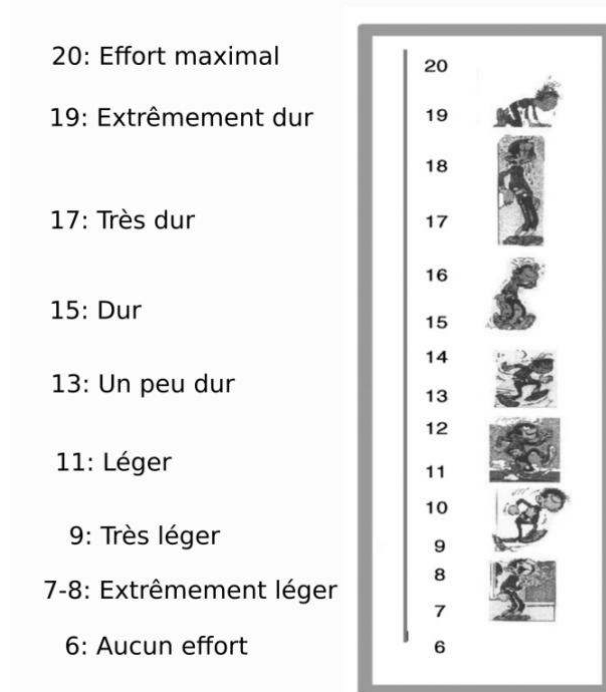 20: Effort maximal
19: Extrêmement dur
17: Très dur
15: Dur
13: Un peu dur
11: Léger
9: Très léger
7-8: Extrêmement léger
6: Aucun effort
20
19
18
17
16
15
14
13
12
11
10
9
8
7
6